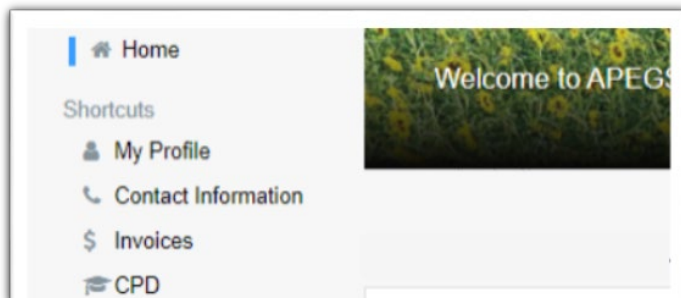 Home
Welcome to APEGS
Shortcuts
My Profile
Contact Information
$ Invoices
CPD